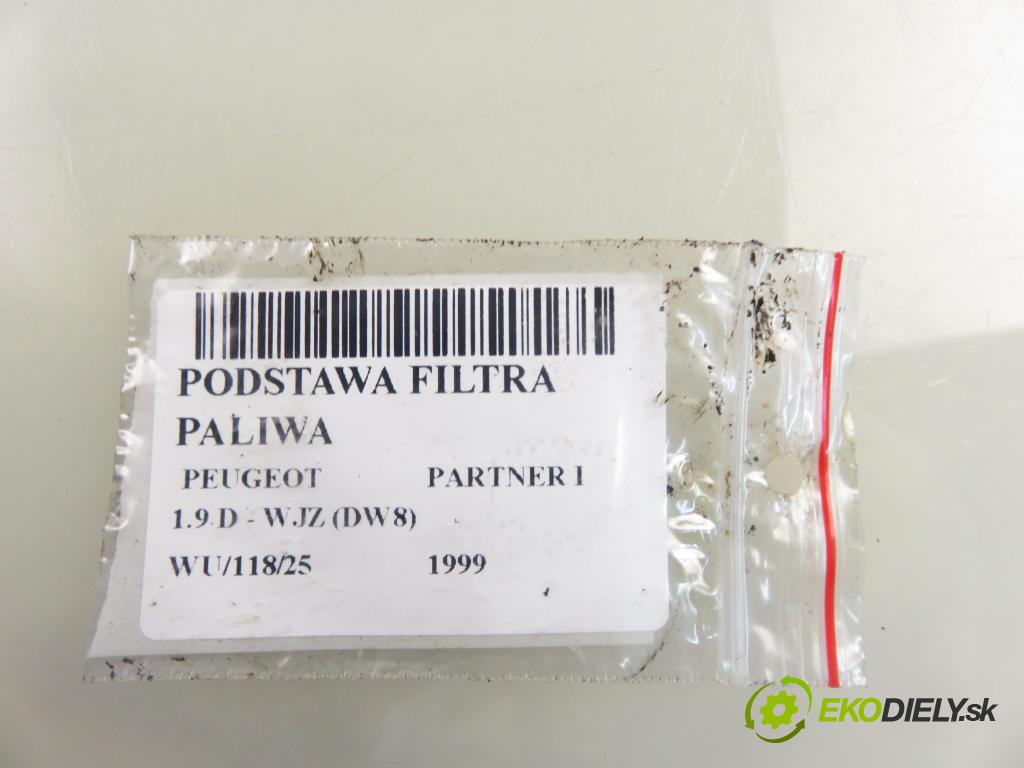 PODSTAWA FILTRA
PALIWA
PEUGEOT PARTNER I
1.9 D - WJZ (DW8)
WU/118/25 1999
EKODIELY.sk